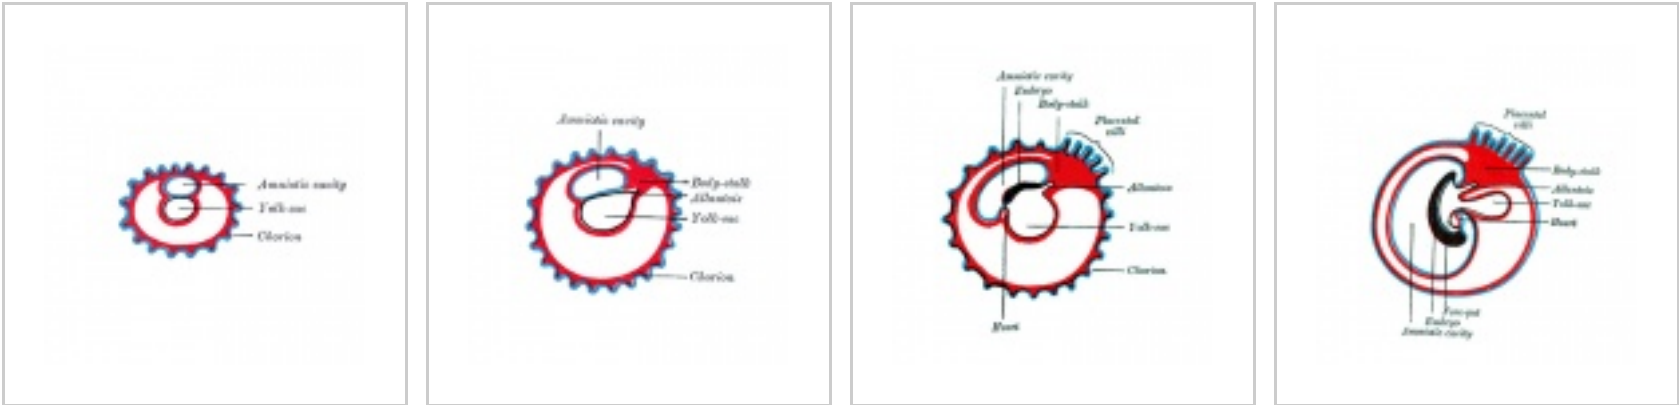 Amniotic cavity
Yolk-sac
Chorion
Amniotic cavity
Body-stalk
Allantois
Yolk-sac
Chorion
Amniotic cavity
Embryo
Body-stalk
Placental
villi
Allantois
Yolk-sac
Chorion
Heart
Placental
villi
Body-stalk
Allantois
Yolk-sac
Heart
Fore-gut
Embryo
Amniotic cavity